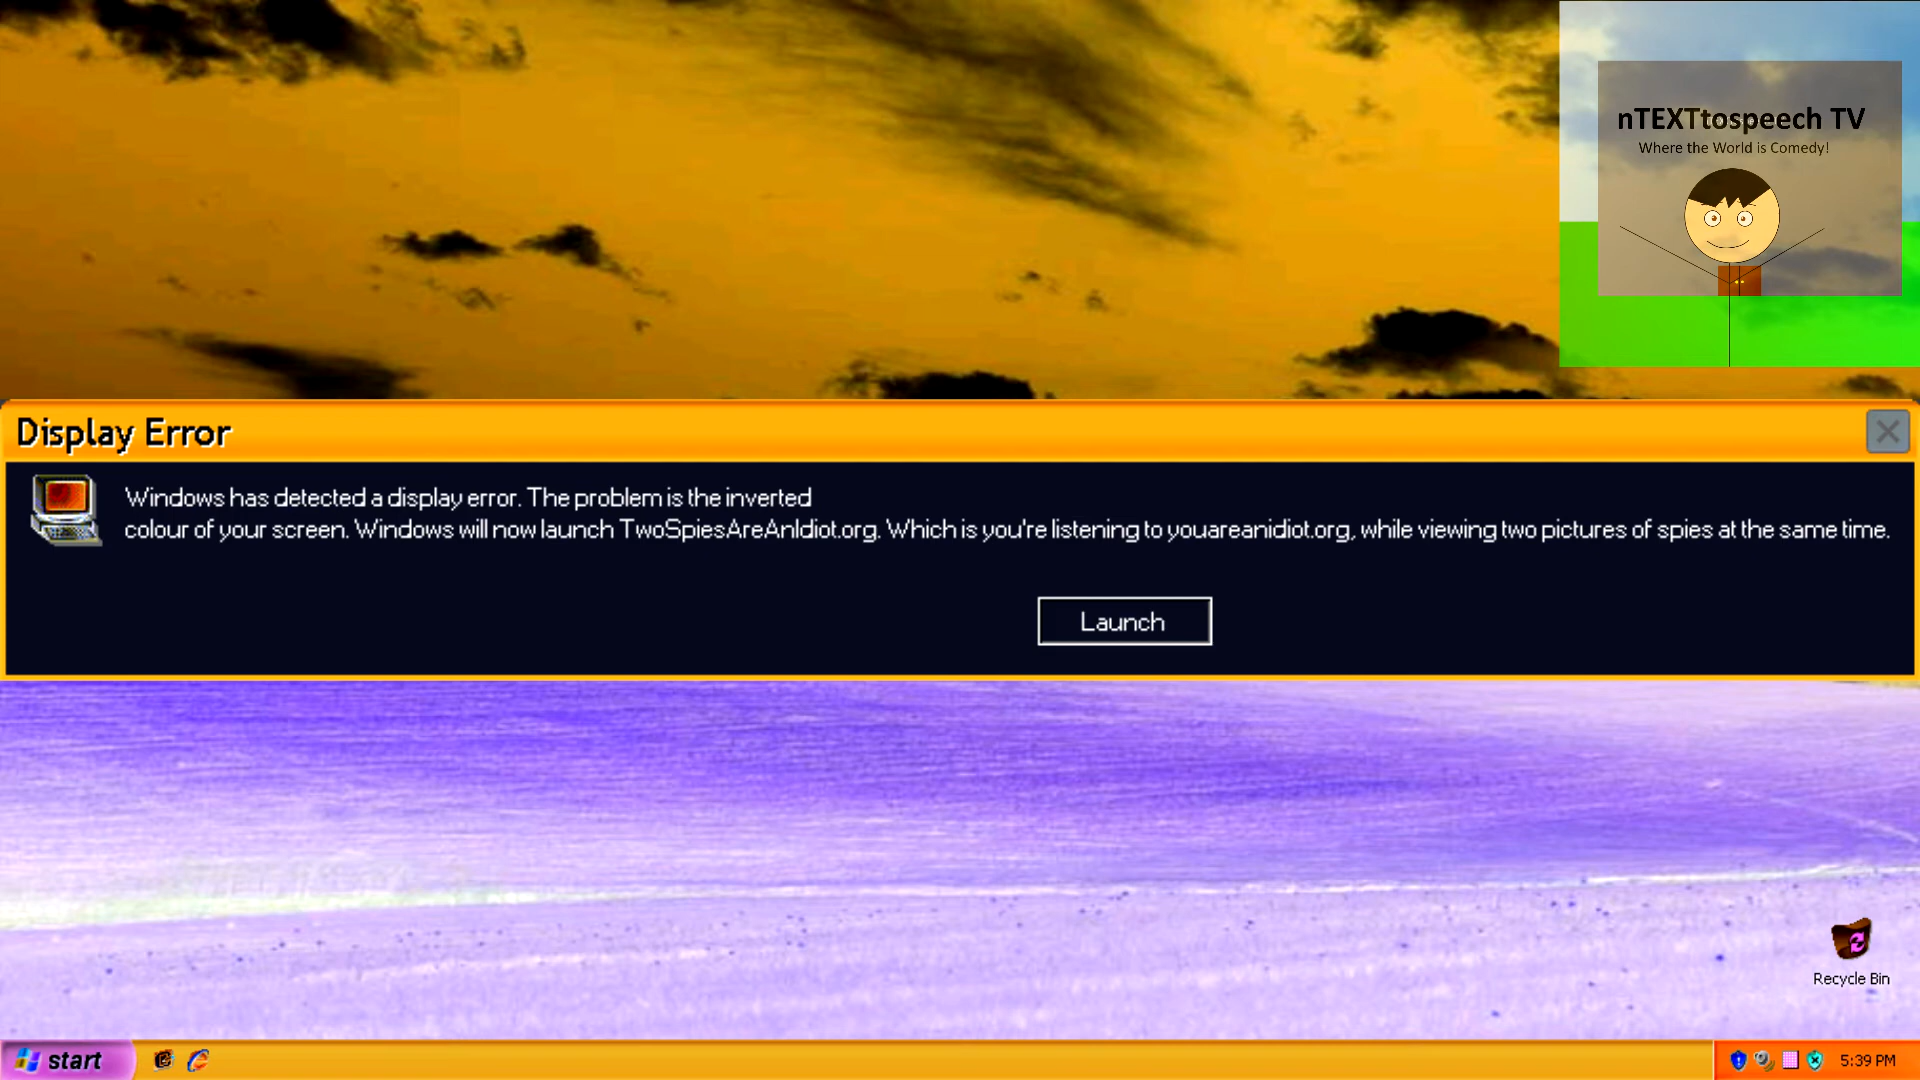 nTEXTtospeech TV
Where the World is Comedy!
Display Error
Windows has detected a display error. The problem is the inverted
colour of your screen. Windows will now launch TwoSpiesAreAnIdiot.org. Which is you're listening to youareanidiot.org, while viewing two pictures of spies at the same time.
Launch
Recycle Bin
start
5:39 PM